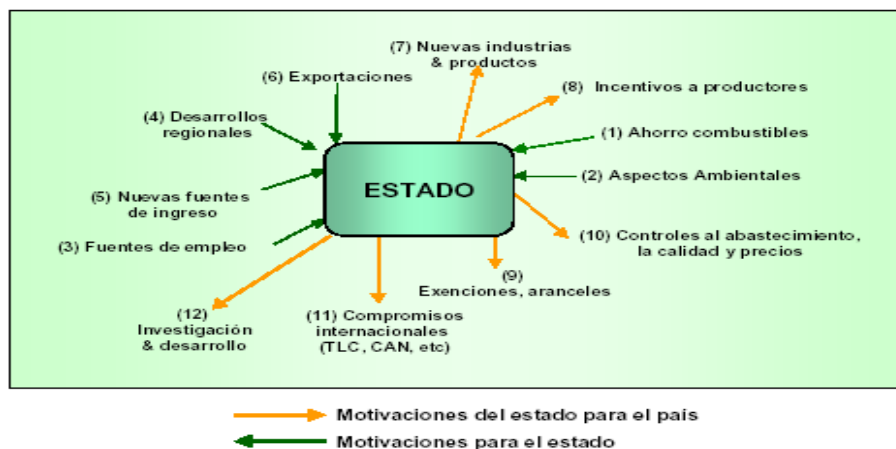 (7) Nuevas industrias
& productos
(6) Exportaciones
(8) Incentivos a productores
(4) Desarrollos
regionales
(1) Ahorro combustibles
ESTADO
(2) Aspectos Ambientales
(5) Nuevas fuentes
de ingreso
(3) Fuentes de empleo
(10) Controles al abastecimiento,
la calidad y precios
(9)
Exenciones, aranceles
(12)
Investigación
& desarrollo
(11) Compromisos
internacionales
(TLC, CAN, etc)
Motivaciones del estado para el país
Motivaciones para el estado